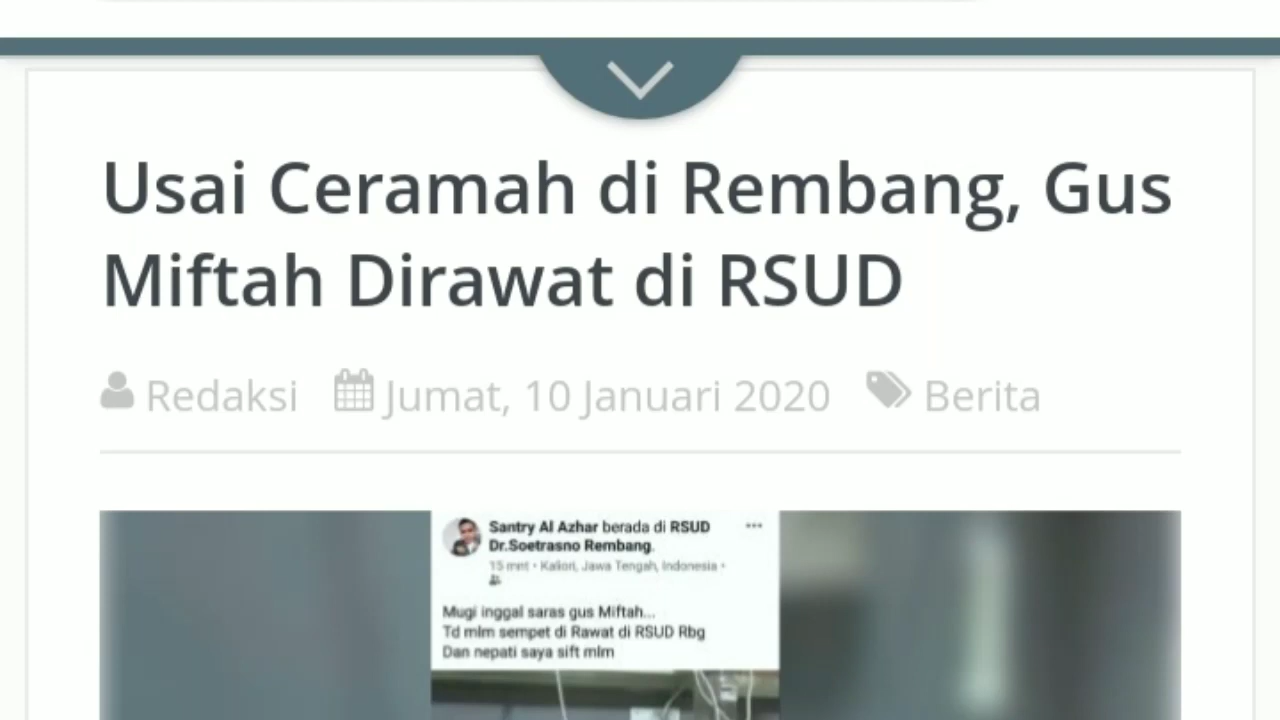 Usai Ceramah di Rembang, Gus
Miftah Dirawat di RSUD
Redaksi Jumat, 10 Januari 2020 Berita
Santry Al Azhar berada di RSUD
Dr.Soetrasno Rembang.
15 mnt • Kaliori, Jawa Tengah, Indonesia •
Mugi inggal saras gus Miftah...
Td mlm sempet di Rawat di RSUD Rbg
Dan nepati saya sift mlm